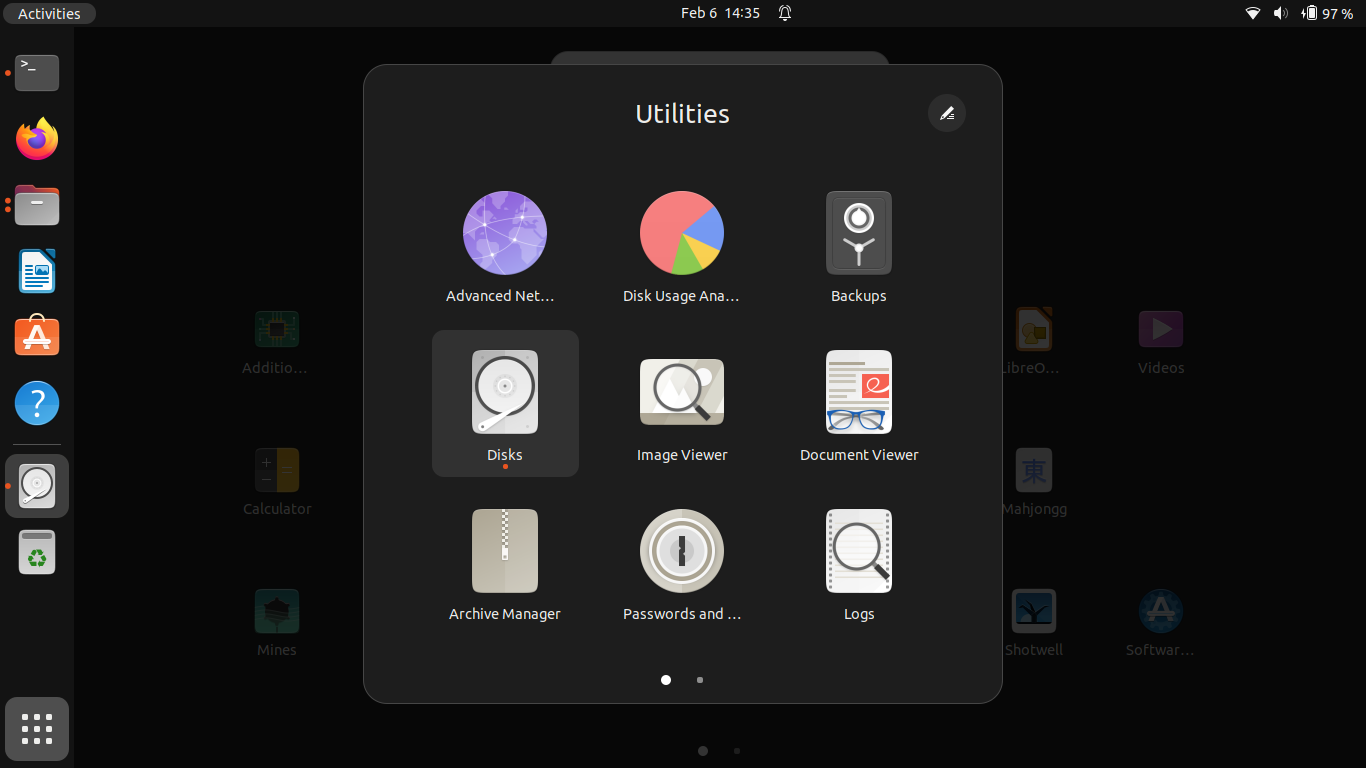 Activities
Feb 6 14:35
97 %
Utilities
Advanced Net...
Disk Usage Ana...
Backups
Additio...
LibreO...
Videos
Disks
Image Viewer
Document Viewer
Calculator
東
Mahjongg
Archive Manager
Passwords and ...
Logs
Mines
Shotwell
Softwar...